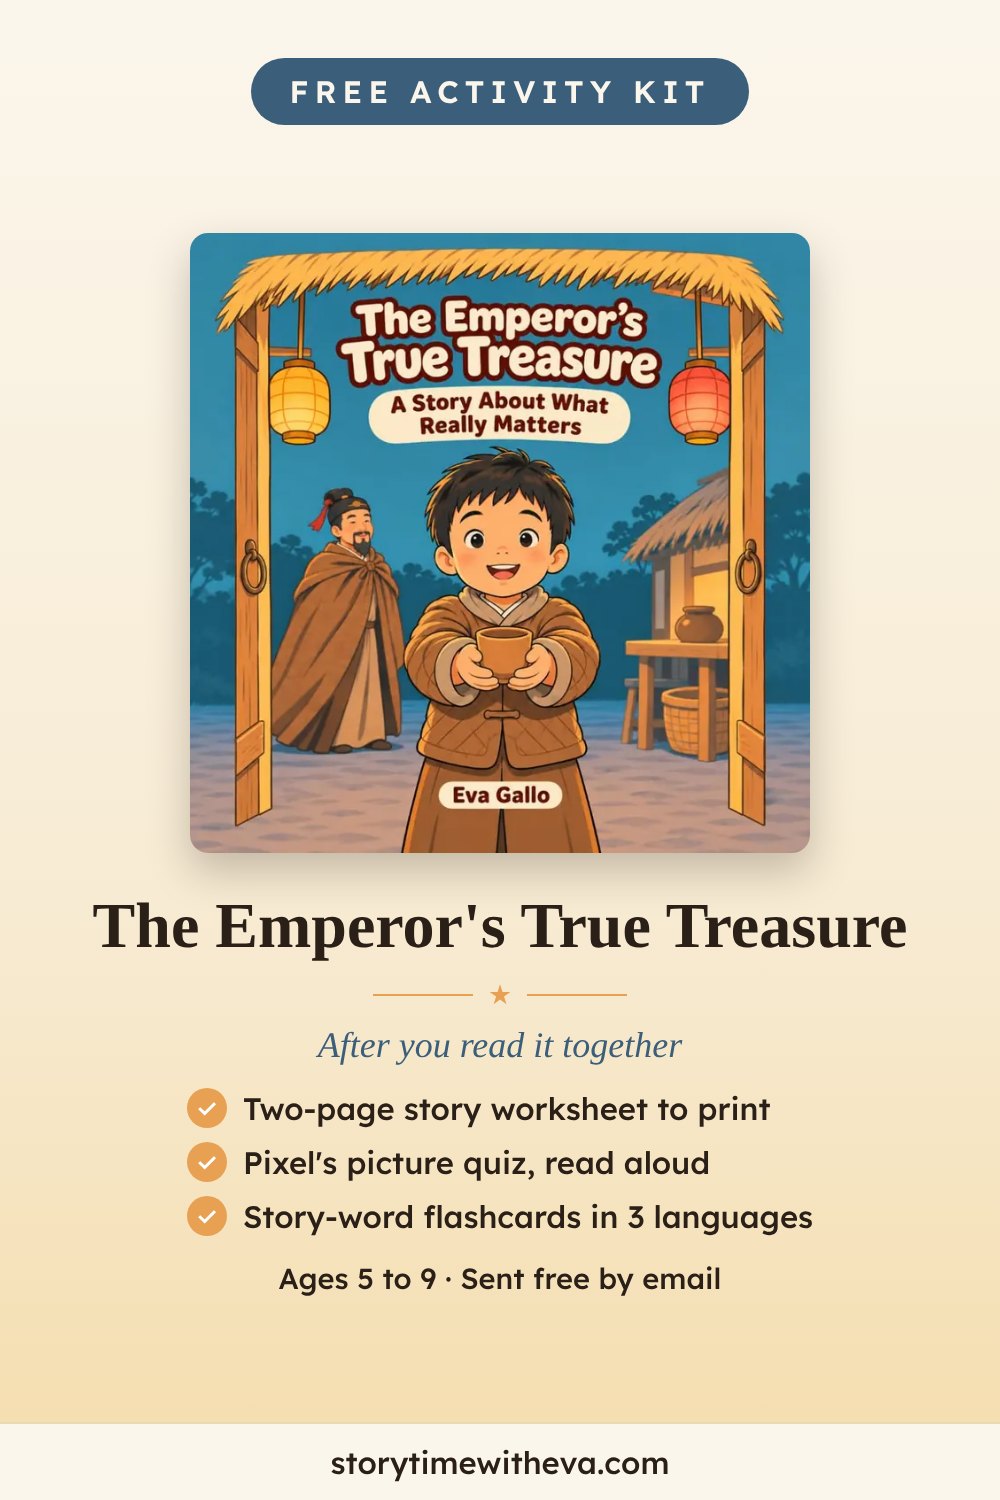 FREE ACTIVITY KIT
The Emperor’s
True Treasure
A Story About What
Really Matters
Eva Gallo
The Emperor's True Treasure
After you read it together
Two-page story worksheet to print
Pixel's picture quiz, read aloud
Story-word flashcards in 3 languages
Ages 5 to 9 · Sent free by email
storytimewitheva.com